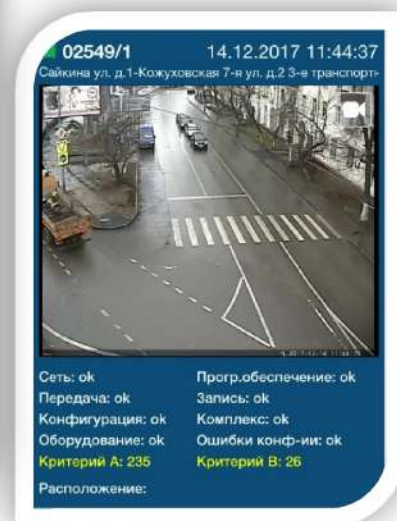 02549/1 14.12.2017 11:44:37
Сайкина ул. д.1-Кожуховская 7-я ул. д.2 3-е транспортн
Сеть: ok Прогр.обеспечение: ok
Передача: ok Запись: ok
Конфигурация: ok Комплекс: ok
Оборудование: ok Ошибки конф-ии: ok
Критерий А: 235 Критерий В: 26
Расположение: